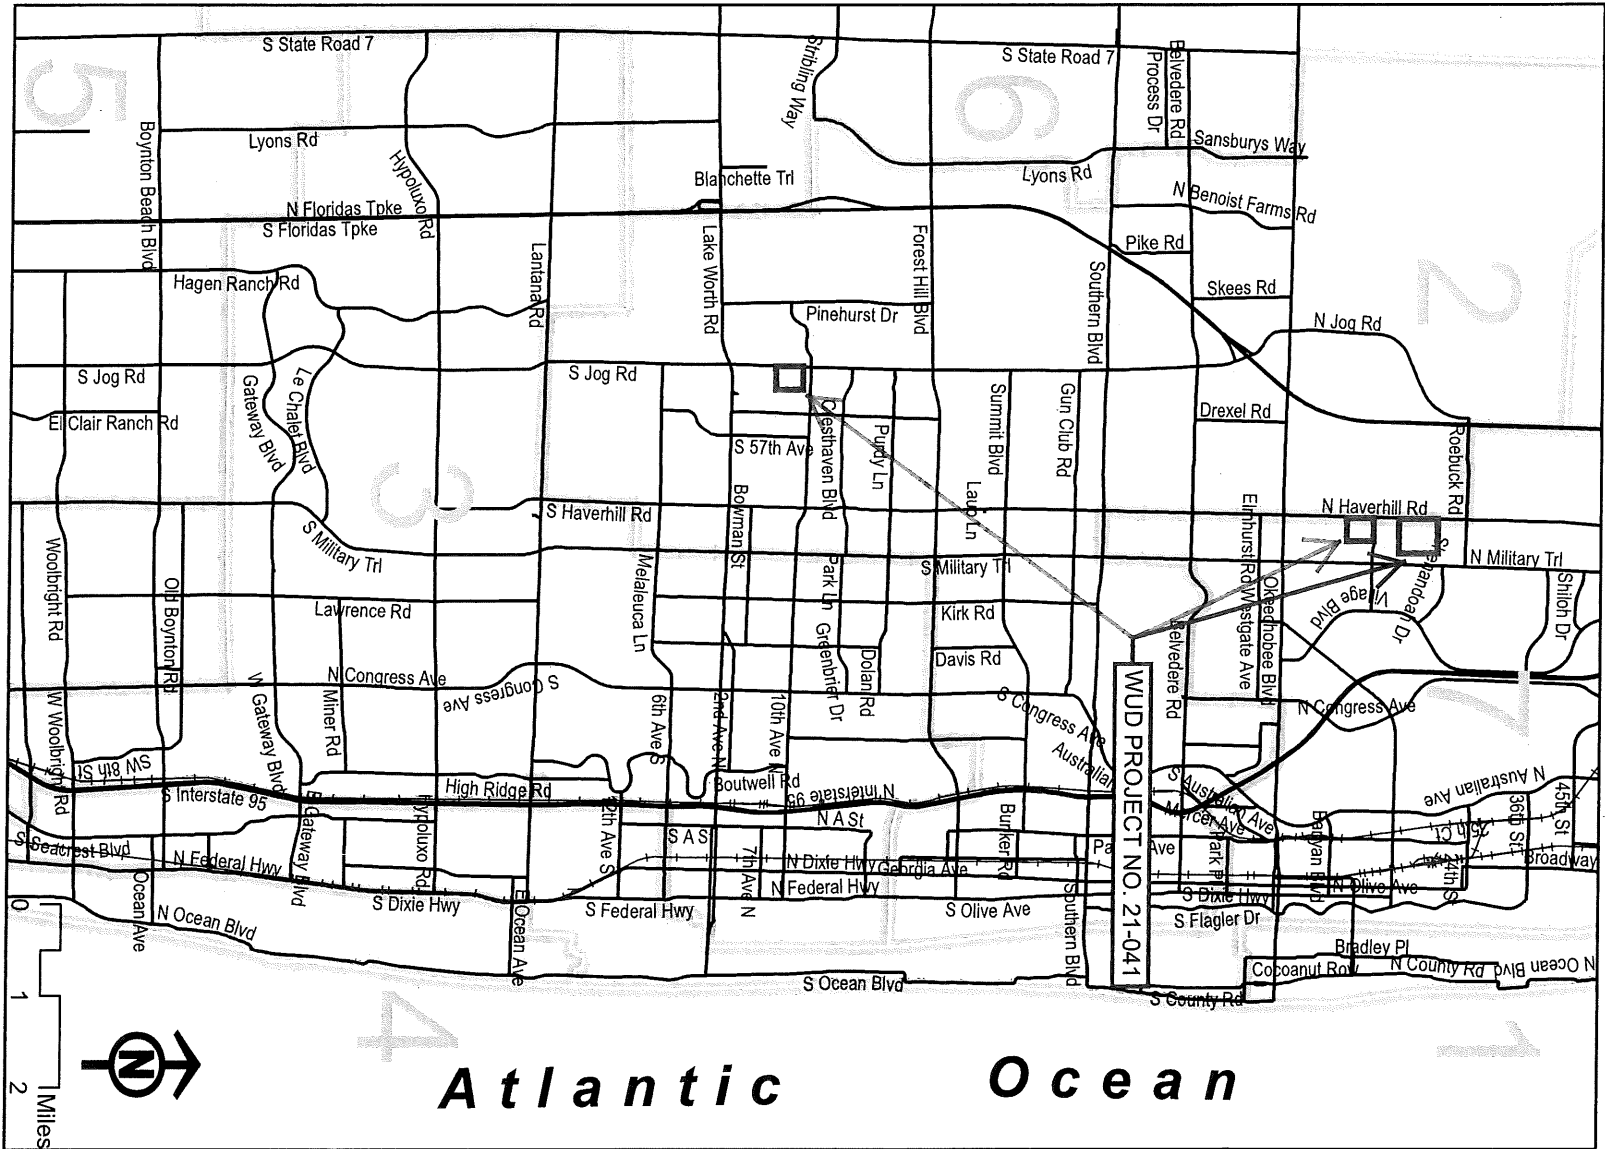 S State Road 7
S State Road 7
Stribling Way
Belvedere Rd
Process Dr
5
6
Boynton Beach Blvd
Lyons Rd
Hypoluxo Rd
Sansburys Way
Lyons Rd
Blanchette Trl
N Benoist Farms Rd
N Floridas Tpke
S Floridas Tpke
Lantana Rd
Lake Worth Rd
Forest Hill Blvd
Southern Blvd
Pike Rd
2
Hagen Ranch Rd
Skees Rd
Pinehurst Dr
N Jog Rd
S Jog Rd
Gateway Blvd
Le Chalet Blvd
S Jog Rd
Summit Blvd
Gun Club Rd
El Clair Ranch Rd
Drexel Rd
Roebuck Rd
S 57th Ave
Cresthaven Blvd
Purdy Ln
3
Bowman St
Laup Ln
Elmhurst Rd
N Haverhill Rd
S Haverhill Rd
S Military Trl
S Military Trl
N Military Trl
Woolbright Rd
Old Boynton Rd
Melaleuca Ln
Park Ln
Westgate Ave
Okeechobee Blvd
Village Blvd
Shenandoah Dr
Shiloh Dr
Lawrence Rd
Kirk Rd
Greenbrier Dr
Dolan Rd
Davis Rd
Belvedere Rd
WUD PROJECT NO. 21-041
N Congress Ave
S Congress Ave
S Congress Ave
N Congress Ave
7
W Woolbright Rd
W Gateway Blvd
Miner Rd
6th Ave S
2nd Ave N
10th Ave N
Australian
SW 8th St
S Interstate 95
High Ridge Rd
Boutwell Rd
N Interstate 95
S Australian Ave
Mercer Ave
N Australian Ave
36th St
45th St
25th Ct
E Gateway Blvd
Hypoluxo Rd
12th Ave S
S A St
N A St
7th Ave N
Bunker Rd
Park Pl
Banyan Blvd
24th St
Broadway
S Seacrest Blvd
N Federal Hwy
N Dixie Hwy
Georgia Ave
N Federal Hwy
N Olive Ave
S Dixie Hwy
S Dixie Hwy
S Federal Hwy
S Olive Ave
S Flagler Dr
Ocean Ave
N Ocean Blvd
E Ocean Ave
Southern Blvd
Bradley Pl
Cocoanut Row
N County Rd
N Ocean Blvd
S Ocean Blvd
S County Rd
4
1
N
Atlantic Ocean
0 1 2
Miles